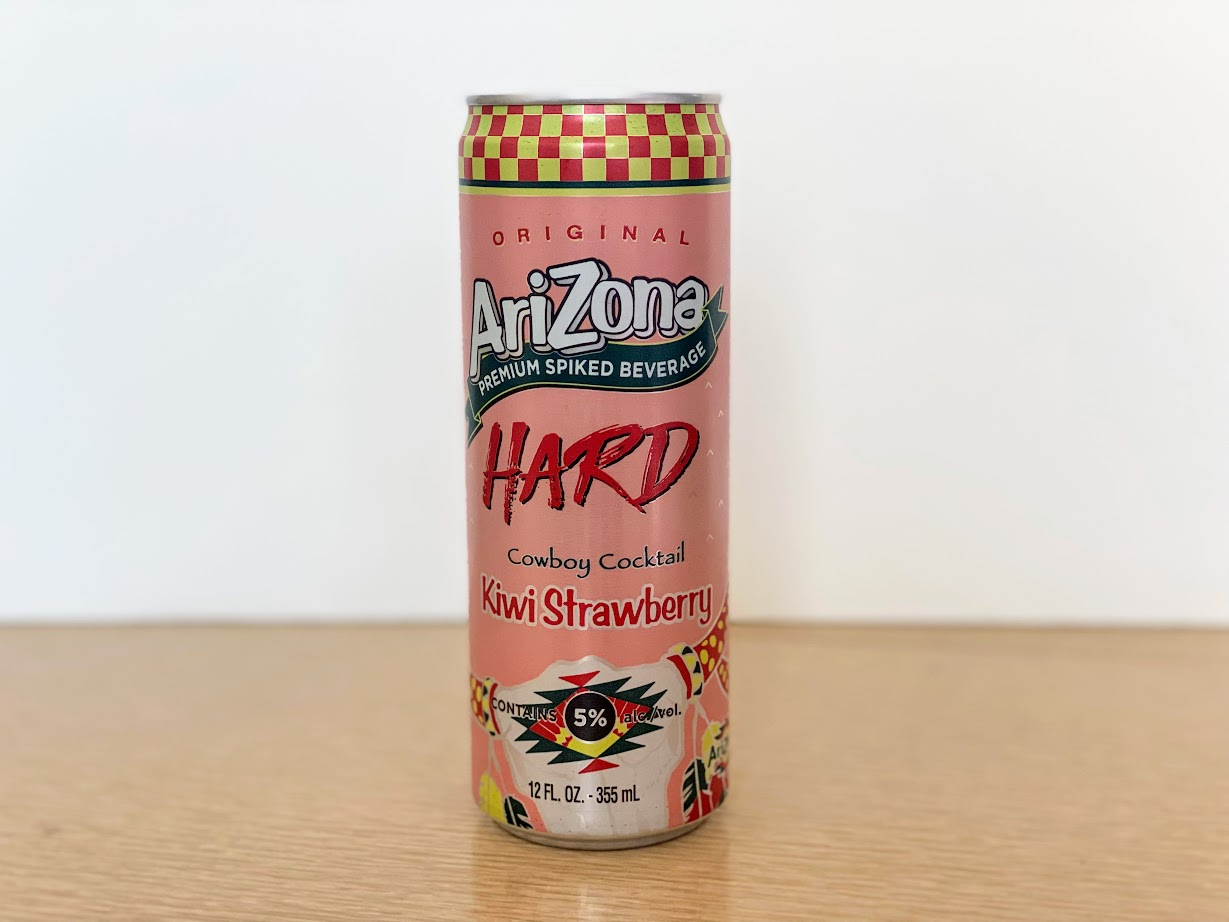 ORIGINAL
AriZona
PREMIUM SPIKED BEVERAGE
HARD
Cowboy Cocktail
Kiwi Strawberry
CONTAINS 5% alc./vol.
12 FL. OZ. - 355 mL